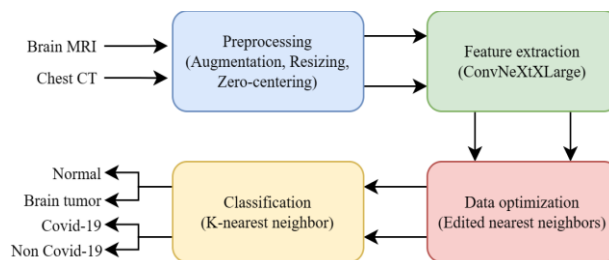 Brain MRI
Chest CT
Preprocessing
(Augmentation, Resizing,
Zero-centering)
Feature extraction
(ConvNeXtXLarge)
Normal
Brain tumor
Covid-19
Non Covid-19
Classification
(K-nearest neighbor)
Data optimization
(Edited nearest neighbors)